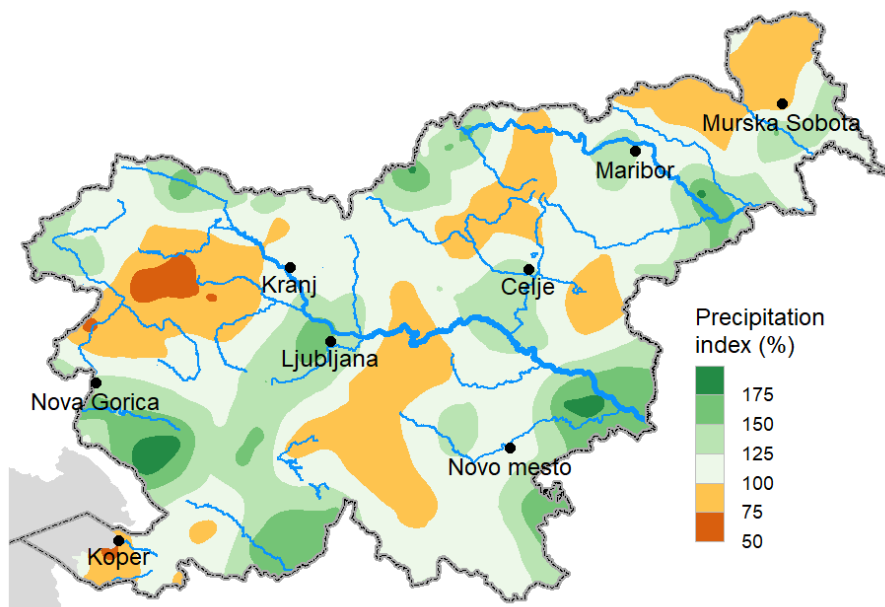 Murska Sobota
Maribor
Kranj
Celje
Ljubljana
Nova Gorica
Novo mesto
Koper
Precipitation
index (%)
175
150
125
100
75
50